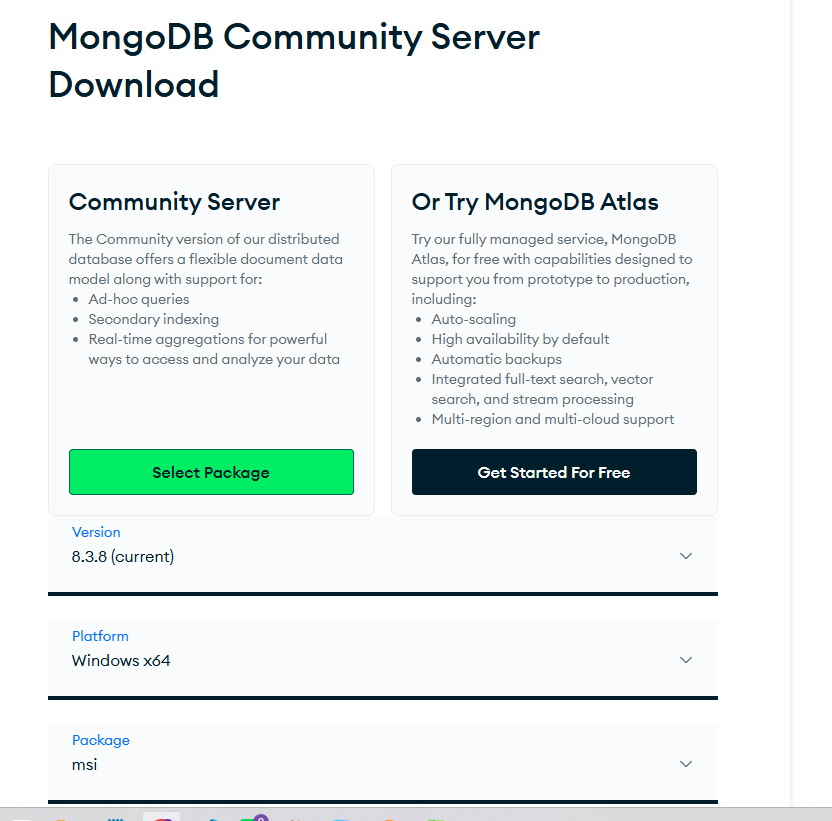 MongoDB Community Server
Download
Community Server
The Community version of our distributed
database offers a flexible document data
model along with support for:
Ad-hoc queries
Secondary indexing
Real-time aggregations for powerful
ways to access and analyze your data
Select Package
Or Try MongoDB Atlas
Try our fully managed service, MongoDB
Atlas, for free with capabilities designed to
support you from prototype to production,
including:
Auto-scaling
High availability by default
Automatic backups
Integrated full-text search, vector
search, and stream processing
Multi-region and multi-cloud support
Get Started For Free
Version
8.3.8 (current)
Platform
Windows x64
Package
msi